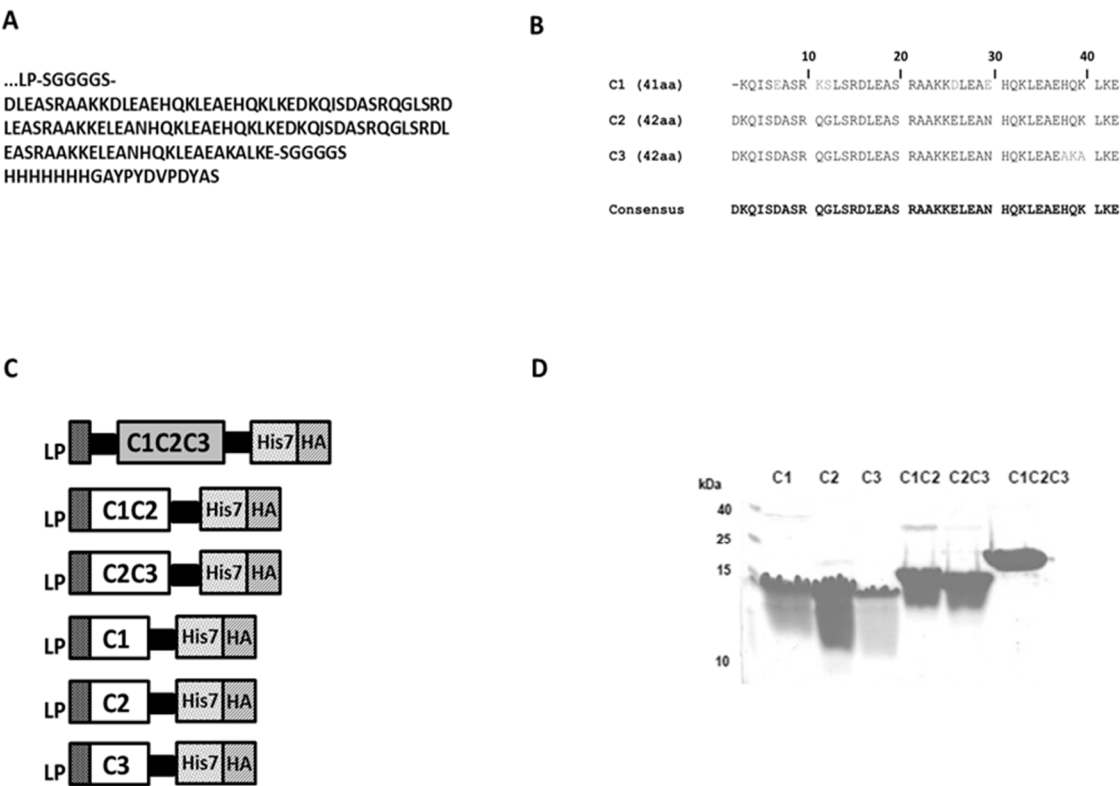 A
...LP-SGGGGS-
DLEASRAAKKDLEAEHQKLEAEHQKLKEDKQISDASRQGLSRD
LEASRAAKKELEANHQKLEAEHQKLKEDKQISDASRQGLSRDL
EASRAAKKELEANHQKLEAEAKALKE-SGGGGS
HHHHHHHGAYPYDVPDYAS
B
10 20 30 40
C1 (41aa) -KQISEASR KSLSRDLEAS RAAKKDLEAE HQKLEAEHQK LKE
C2 (42aa) DKQISDASR QGLSRDLEAS RAAKKELEAN HQKLEAEHQK LKE
C3 (42aa) DKQISDASR QGLSRDLEAS RAAKKELEAN HQKLEAEAKA LKE
Consensus DKQISDASR QGLSRDLEAS RAAKKELEAN HQKLEAEHQK LKE
C
LP C1C2C3 His7 HA
LP C1C2 His7 HA
LP C2C3 His7 HA
LP C1 His7 HA
LP C2 His7 HA
LP C3 His7 HA
D
kDa C1 C2 C3 C1C2 C2C3 C1C2C3
40
25
15
10